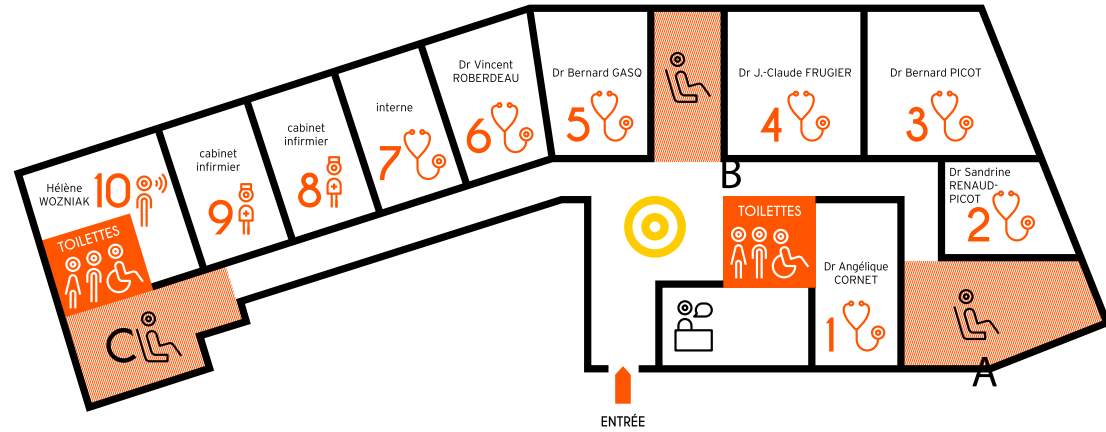 Dr Vincent
ROBERDEAU
6
Dr Bernard GASQ
5
Dr J.-Claude FRUGIER
4
Dr Bernard PICOT
3
interne
7
cabinet
infirmier
8
cabinet
infirmier
9
Hélène
WOZNIAK
10
TOILETTES
C
B
Dr Sandrine
RENAUD-
PICOT
2
TOILETTES
Dr Angélique
CORNET
1
A
ENTRÉE